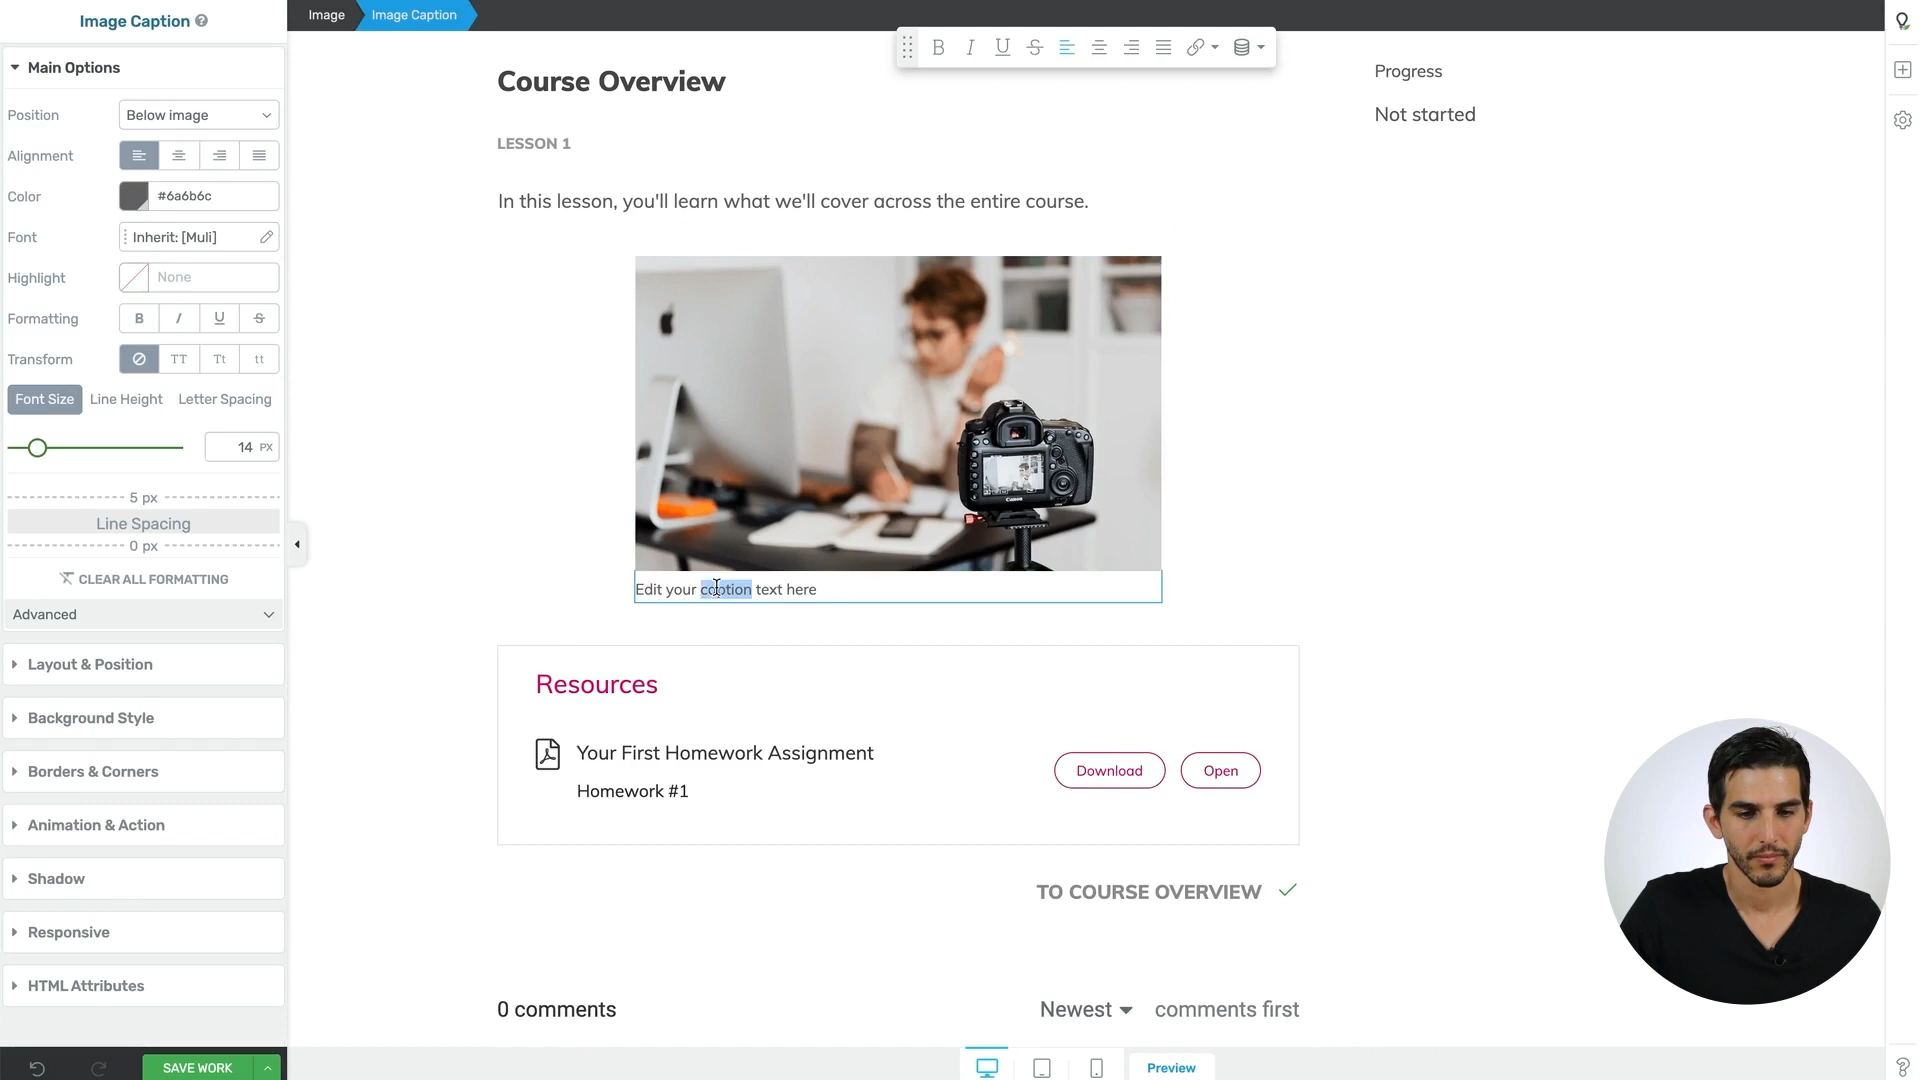 Image Caption
Image
Image Caption
Main Options
Position
Below image
Alignment
Color
#6a6b6c
Font
Inherit: [Muli]
Highlight
None
Formatting
B
I
U
S
Transform
TT
Tt
tt
Font Size
Line Height
Letter Spacing
14 PX
5 px
Line Spacing
0 px
CLEAR ALL FORMATTING
Advanced
Layout & Position
Background Style
Borders & Corners
Animation & Action
Shadow
Responsive
HTML Attributes
SAVE WORK
B
I
U
S
Course Overview
LESSON 1
In this lesson, you'll learn what we'll cover across the entire course.
Canon
Edit your caption text here
Resources
Your First Homework Assignment
Homework #1
Download
Open
TO COURSE OVERVIEW
0 comments
Newest
comments first
Preview
Progress
Not started